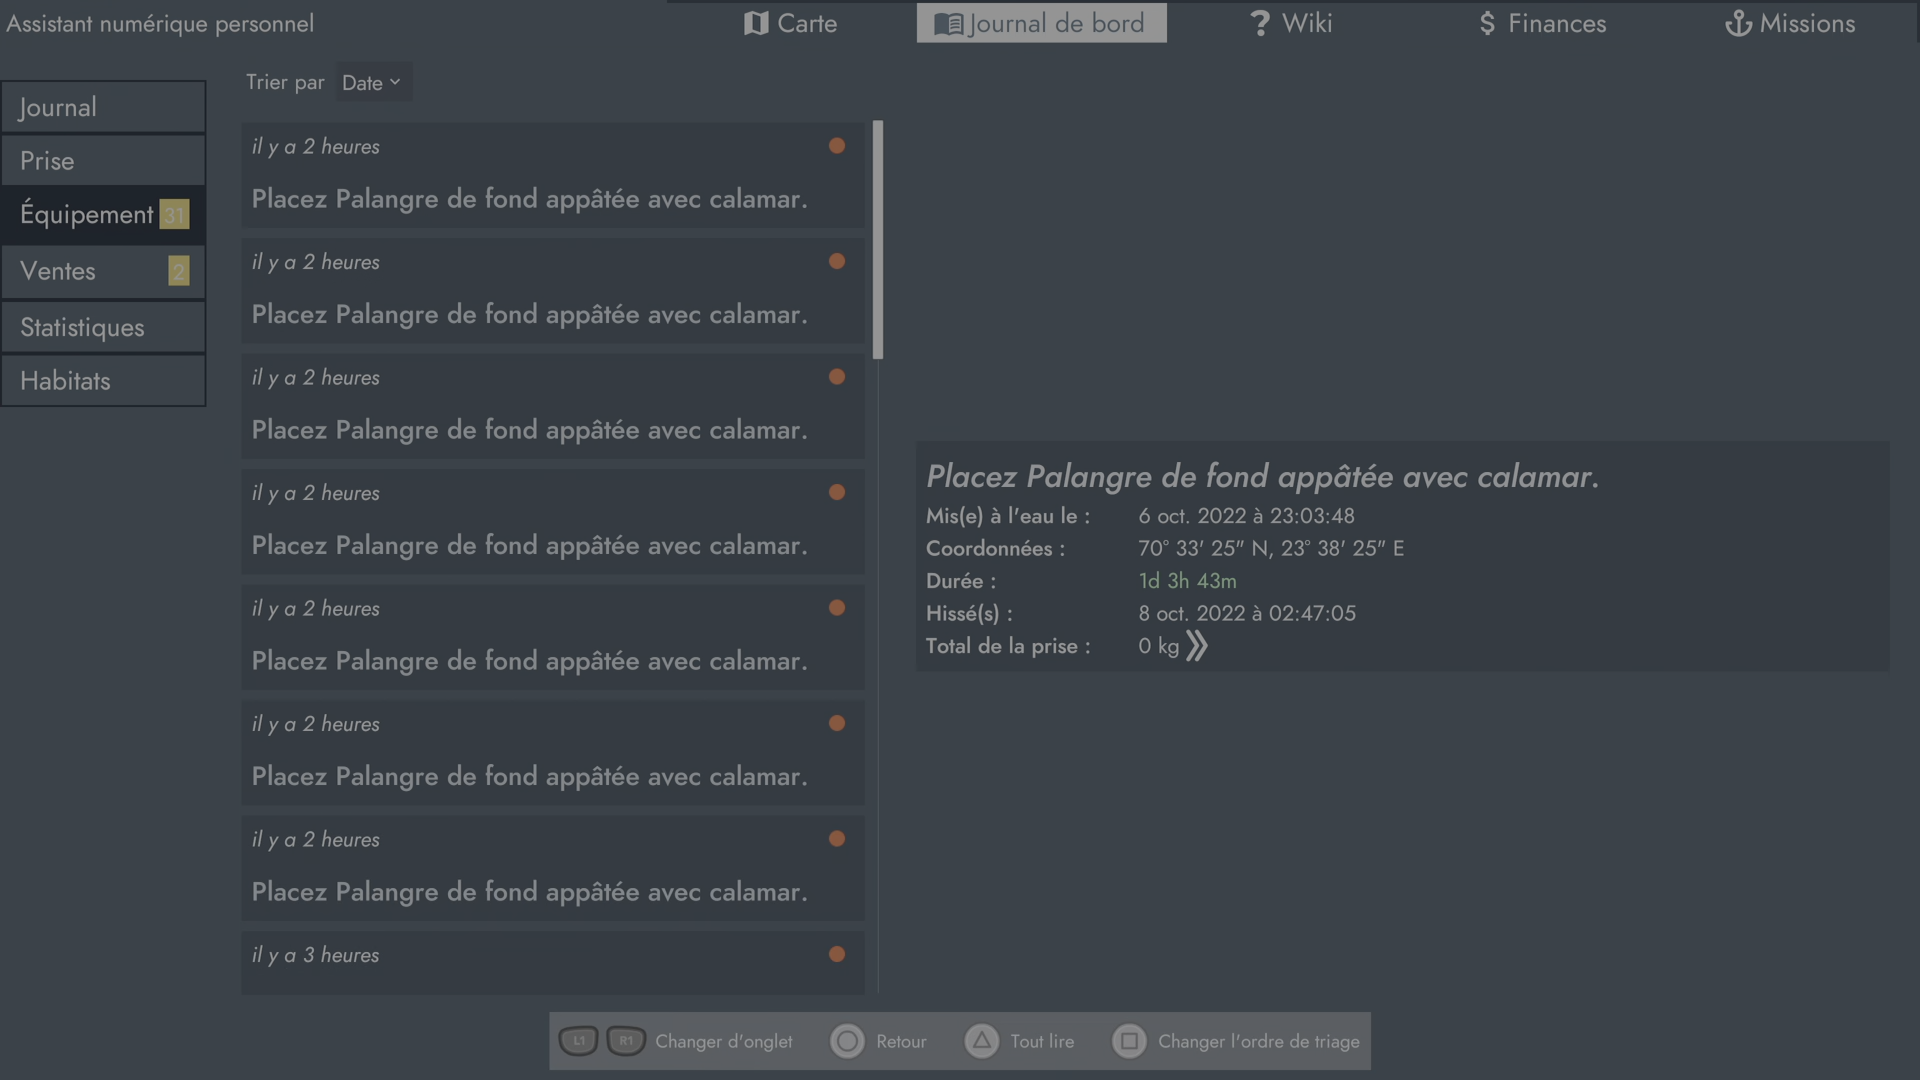 Assistant numérique personnel
Carte
Journal de bord
Wiki
Finances
Missions
Journal
Prise
Équipement 31
Ventes 2
Statistiques
Habitats
Trier par Date
il y a 2 heures
Placez Palangre de fond appâtée avec calamar.
il y a 2 heures
Placez Palangre de fond appâtée avec calamar.
il y a 2 heures
Placez Palangre de fond appâtée avec calamar.
il y a 2 heures
Placez Palangre de fond appâtée avec calamar.
il y a 2 heures
Placez Palangre de fond appâtée avec calamar.
il y a 2 heures
Placez Palangre de fond appâtée avec calamar.
il y a 2 heures
Placez Palangre de fond appâtée avec calamar.
il y a 3 heures
Placez Palangre de fond appâtée avec calamar.
Mis(e) à l'eau le : 6 oct. 2022 à 23:03:48
Coordonnées : 70° 33' 25" N, 23° 38' 25" E
Durée : 1d 3h 43m
Hissé(s) : 8 oct. 2022 à 02:47:05
Total de la prise : 0 kg
L1 R1 Changer d'onglet
Retour
Tout lire
Changer l'ordre de triage